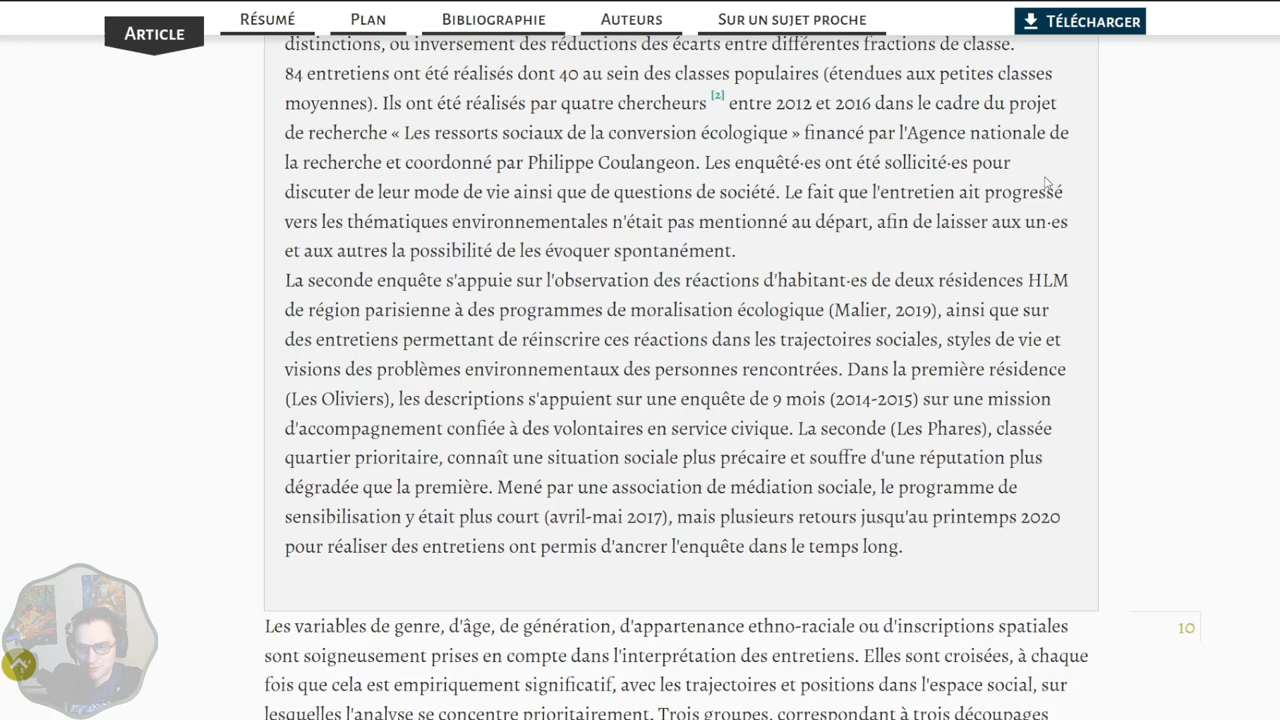 ARTICLE
RÉSUMÉ
PLAN
BIBLIOGRAPHIE
AUTEURS
SUR UN SUJET PROCHE
TÉLÉCHARGER
distinctions, ou inversement des réductions des écarts entre différentes fractions de classe.
84 entretiens ont été réalisés dont 40 au sein des classes populaires (étendues aux petites classes
moyennes). Ils ont été réalisés par quatre chercheurs [2] entre 2012 et 2016 dans le cadre du projet
de recherche « Les ressorts sociaux de la conversion écologique » financé par l'Agence nationale de
la recherche et coordonné par Philippe Coulangeon. Les enquêté·es ont été sollicité·es pour
discuter de leur mode de vie ainsi que de questions de société. Le fait que l'entretien ait progressé
vers les thématiques environnementales n'était pas mentionné au départ, afin de laisser aux un·es
et aux autres la possibilité de les évoquer spontanément.
La seconde enquête s'appuie sur l'observation des réactions d'habitant·es de deux résidences HLM
de région parisienne à des programmes de moralisation écologique (Malier, 2019), ainsi que sur
des entretiens permettant de réinscrire ces réactions dans les trajectoires sociales, styles de vie et
visions des problèmes environnementaux des personnes rencontrées. Dans la première résidence
(Les Oliviers), les descriptions s'appuient sur une enquête de 9 mois (2014-2015) sur une mission
d'accompagnement confiée à des volontaires en service civique. La seconde (Les Phares), classée
quartier prioritaire, connaît une situation sociale plus précaire et souffre d'une réputation plus
dégradée que la première. Mené par une association de médiation sociale, le programme de
sensibilisation y était plus court (avril-mai 2017), mais plusieurs retours jusqu'au printemps 2020
pour réaliser des entretiens ont permis d'ancrer l'enquête dans le temps long.
Les variables de genre, d'âge, de génération, d'appartenance ethno-raciale ou d'inscriptions spatiales
10
sont soigneusement prises en compte dans l'interprétation des entretiens. Elles sont croisées, à chaque
fois que cela est empiriquement significatif, avec les trajectoires et positions dans l'espace social, sur
lesquelles l'analyse se concentre prioritairement. Trois groupes, correspondant à trois découpages